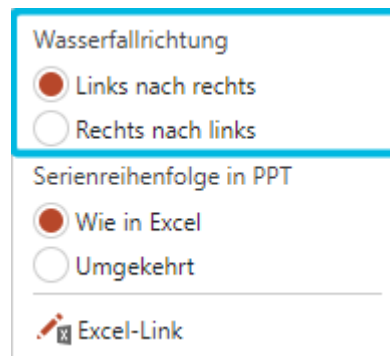 Wasserfallrichtung
Links nach rechts
Rechts nach links
Serienreihenfolge in PPT
Wie in Excel
Umgekehrt
Excel-Link